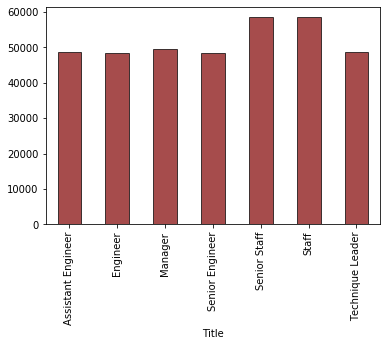 60000
50000
40000
30000
20000
10000
0
Assistant Engineer
Engineer
Manager
Senior Engineer
Senior Staff
Staff
Technique Leader
Title